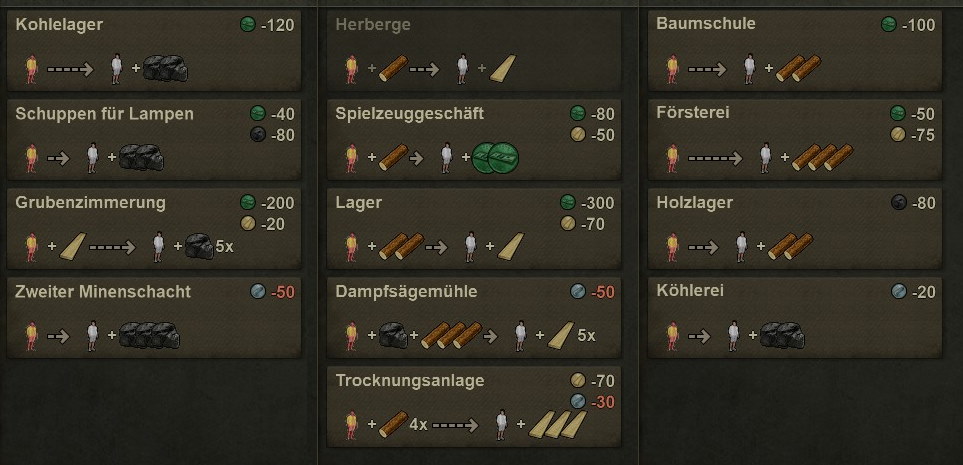 Kohlelager -120
Schuppen für Lampen -40
-80
Grubenzimmerung -200
-20
5x
Zweiter Minenschacht -50
Herberge
Spielzeuggeschäft -80
-50
Lager -300
-70
Dampfsägemühle -50
5x
Trocknungsanlage -70
-30
4x
Baumschule -100
Försterei -50
-75
Holzlager -80
Köhlerei -20